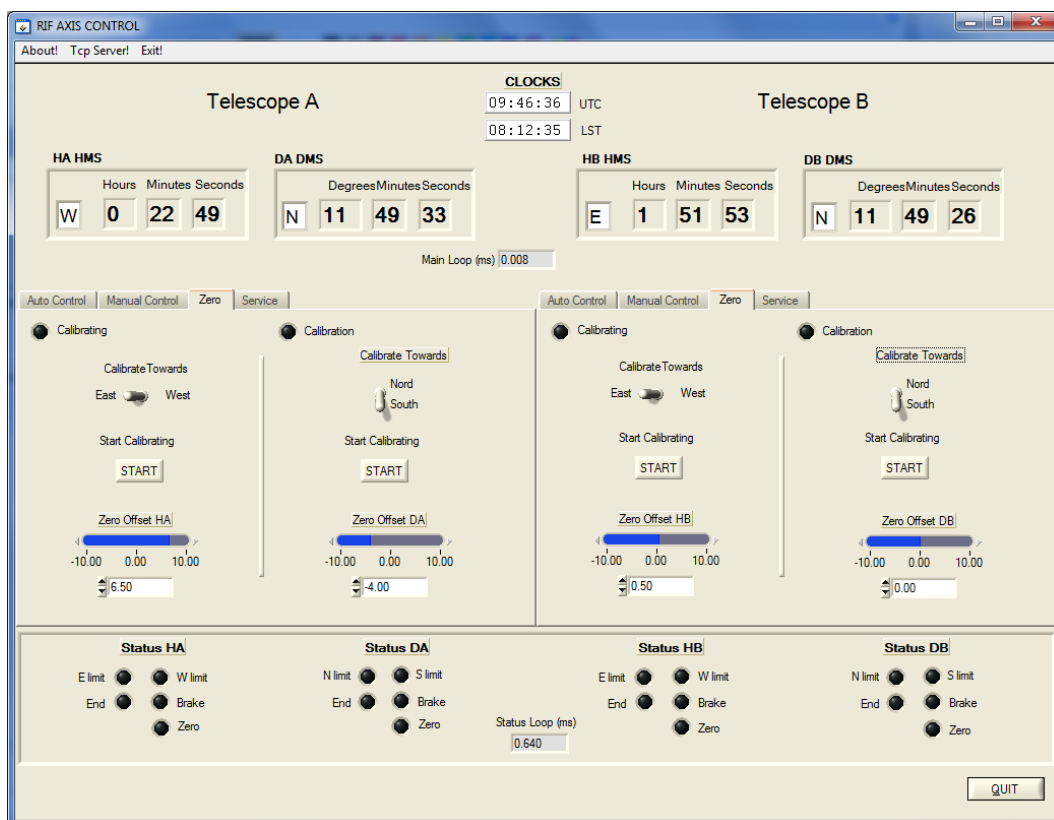 RIF AXIS CONTROL
About! Tcp Server! Exit!
CLOCKS
Telescope A
09:46:36 UTC
Telescope B
08:12:35 LST
HA HMS
Hours Minutes Seconds
W 0 22 49
DA DMS
Degrees Minutes Seconds
N 11 49 33
HB HMS
Hours Minutes Seconds
E 1 51 53
DB DMS
Degrees Minutes Seconds
N 11 49 26
Main Loop (ms) 0.008
Auto Control Manual Control Zero Service
Calibrating
Calibrate Towards
East West
Start Calibrating
START
Zero Offset HA
-10.00 0.00 10.00
6.50
Calibration
Calibrate Towards
Nord
South
Start Calibrating
START
Zero Offset DA
-10.00 0.00 10.00
-4.00
Auto Control Manual Control Zero Service
Calibrating
Calibrate Towards
East West
Start Calibrating
START
Zero Offset HB
-10.00 0.00 10.00
0.50
Calibration
Calibrate Towards
Nord
South
Start Calibrating
START
Zero Offset DB
-10.00 0.00 10.00
0.00
Status HA
E limit W limit
End Brake
Zero
Status DA
N limit S limit
End Brake
Zero
Status Loop (ms)
0.640
Status HB
E limit W limit
End Brake
Zero
Status DB
N limit S limit
End Brake
Zero
QUIT